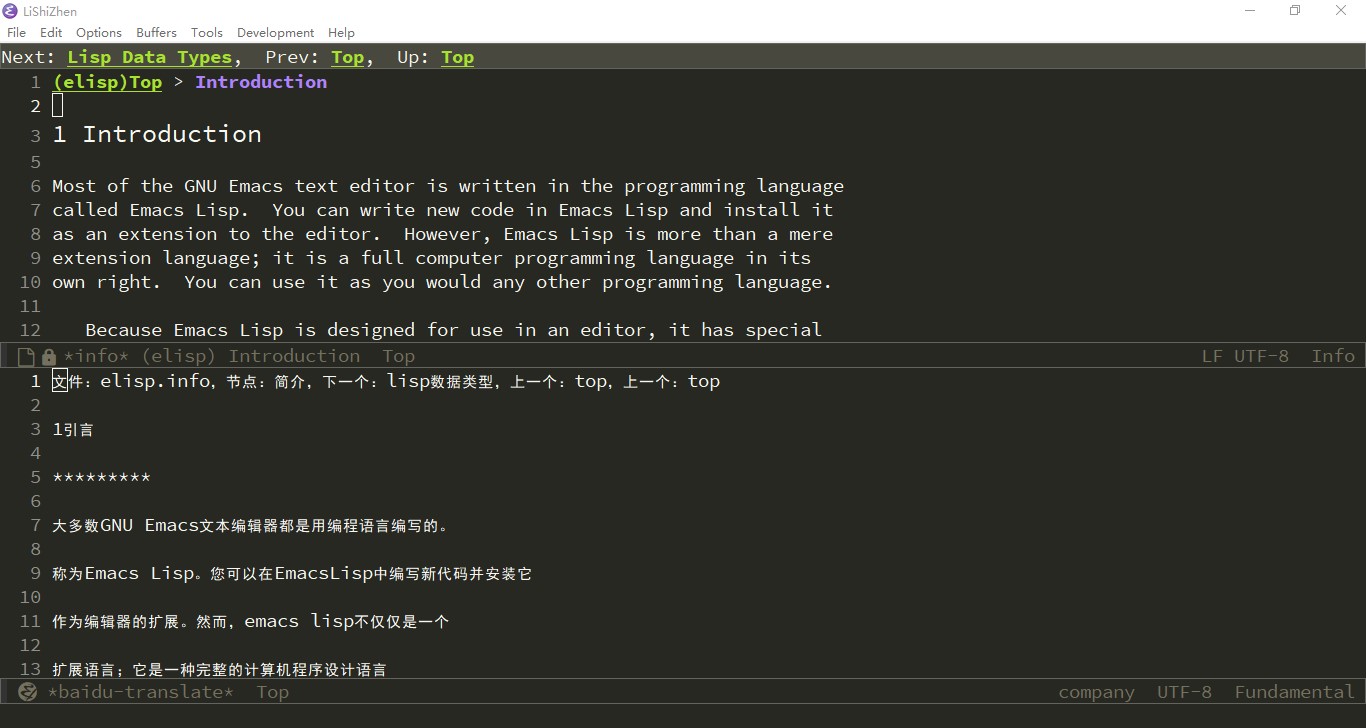 LiShiZhen
File Edit Options Buffers Tools Development Help
Next: Lisp Data Types,  Prev: Top,  Up: Top
1 (elisp)Top > Introduction
2
3 1 Introduction
5
6 Most of the GNU Emacs text editor is written in the programming language
7 called Emacs Lisp.  You can write new code in Emacs Lisp and install it
8 as an extension to the editor.  However, Emacs Lisp is more than a mere
9 extension language; it is a full computer programming language in its
10 own right.  You can use it as you would any other programming language.
11
12    Because Emacs Lisp is designed for use in an editor, it has special
*info* (elisp) Introduction  Top  LF UTF-8  Info
1 文件：elisp.info，节点：简介，下一个：lisp数据类型，上一个：top，上一个：top
2
3 1引言
4
5 *********
6
7 大多数GNU Emacs文本编辑器都是用编程语言编写的。
8
9 称为Emacs Lisp。您可以在EmacsLisp中编写新代码并安装它
10
11 作为编辑器的扩展。然而，emacs lisp不仅仅是一个
12
13 扩展语言；它是一种完整的计算机程序设计语言
*baidu-translate*  Top  company  UTF-8  Fundamental